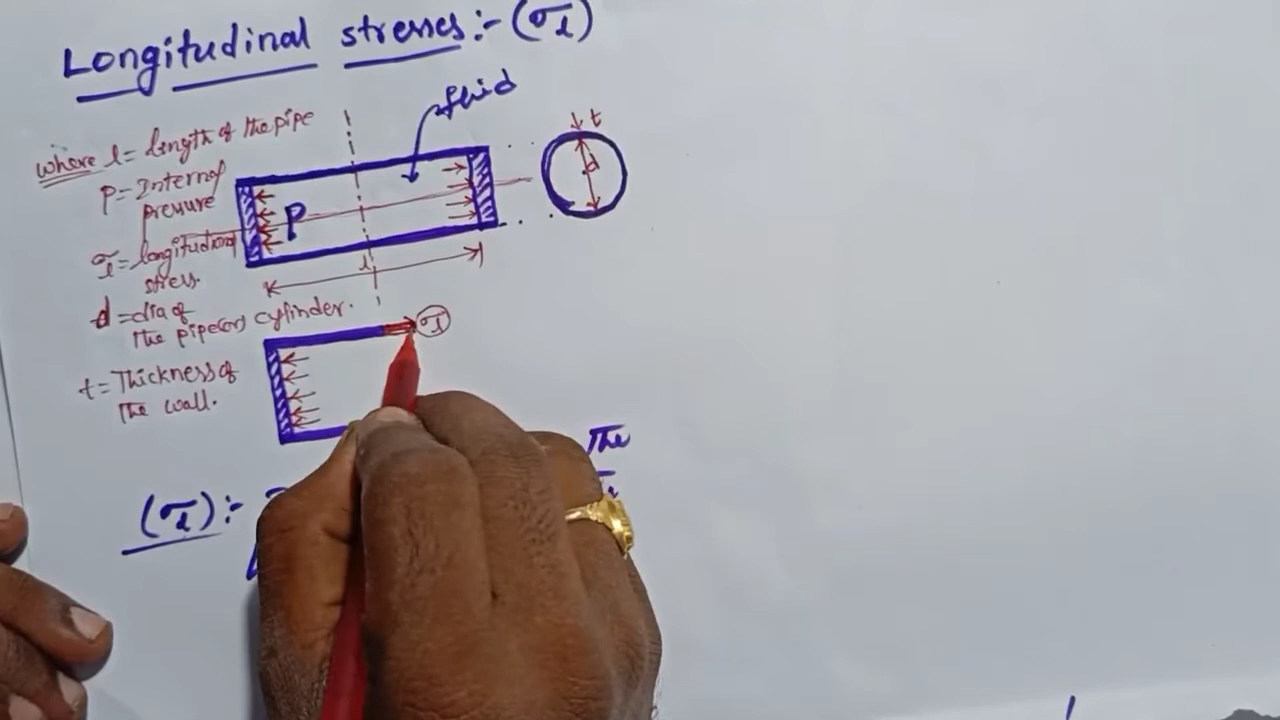 Longitudinal stresses:- (σl)
fluid
where l = length of the pipe
P = Internal
pressure
σl = longitudional
stress.
d = dia of
the pipe(or) cylinder.
t = Thickness of
the wall.
P
l
t
d
σl
The
(σl):-